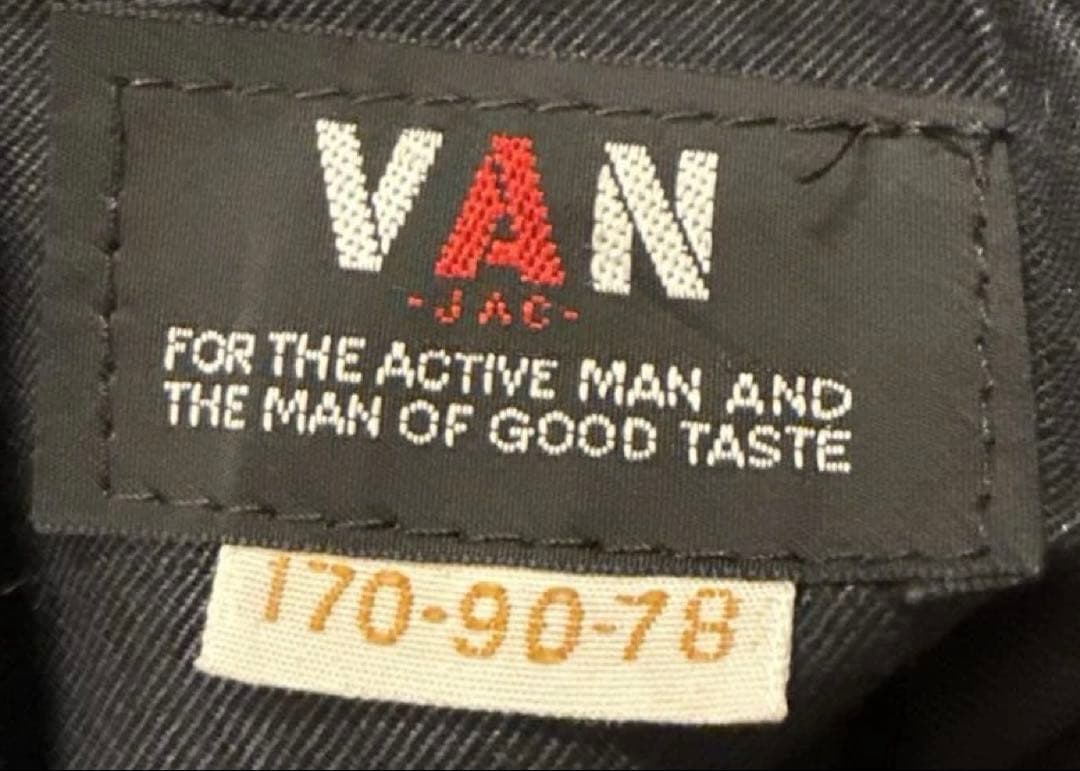 VAN
-JAC-
FOR THE ACTIVE MAN AND
THE MAN OF GOOD TASTE
170-90-78